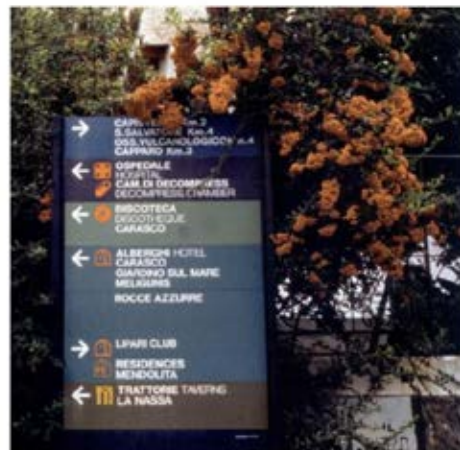 Km.3
S.SALVATORE Km.4
OSS.VULCANOLOGICO Km.4
CAPPARO Km.3
OSPEDALE
HOSPITAL
CAM.DI DECOMPRESS
DECOMPRESS CHAMBER
DISCOTECA
DISCOTHEQUE
CARASCO
ALBERGHI HOTEL
CARASCO
GIARDINO SUL MARE
MELIGUNIS
ROCCE AZZURRE
LIPARI CLUB
RESIDENCES
MENDOLITA
TRATTORIE TAVERNS
LA NASSA